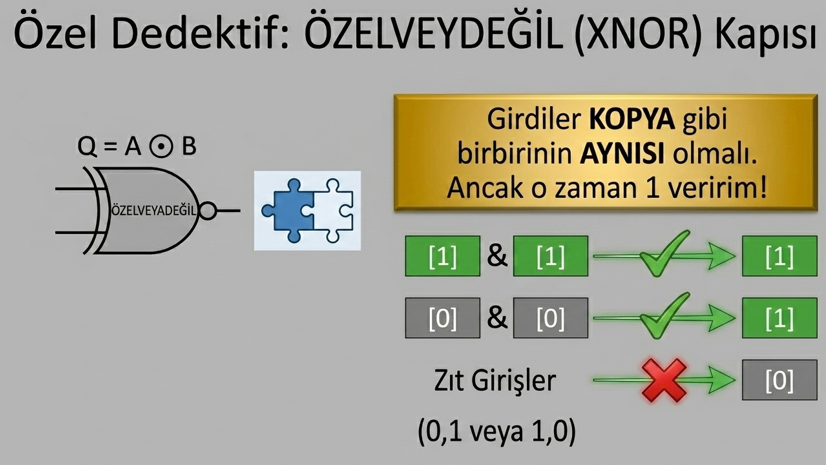 Özel Dedektif: ÖZELVEYDEĞİL (XNOR) Kapısı
Q = A ⊙ B
ÖZELVEYADEĞİL
Girdiler KOPYA gibi
birbirinin AYNISI olmalı.
Ancak o zaman 1 veririm!
[1] & [1] [1]
[0] & [0] [1]
Zıt Girişler [0]
(0,1 veya 1,0)